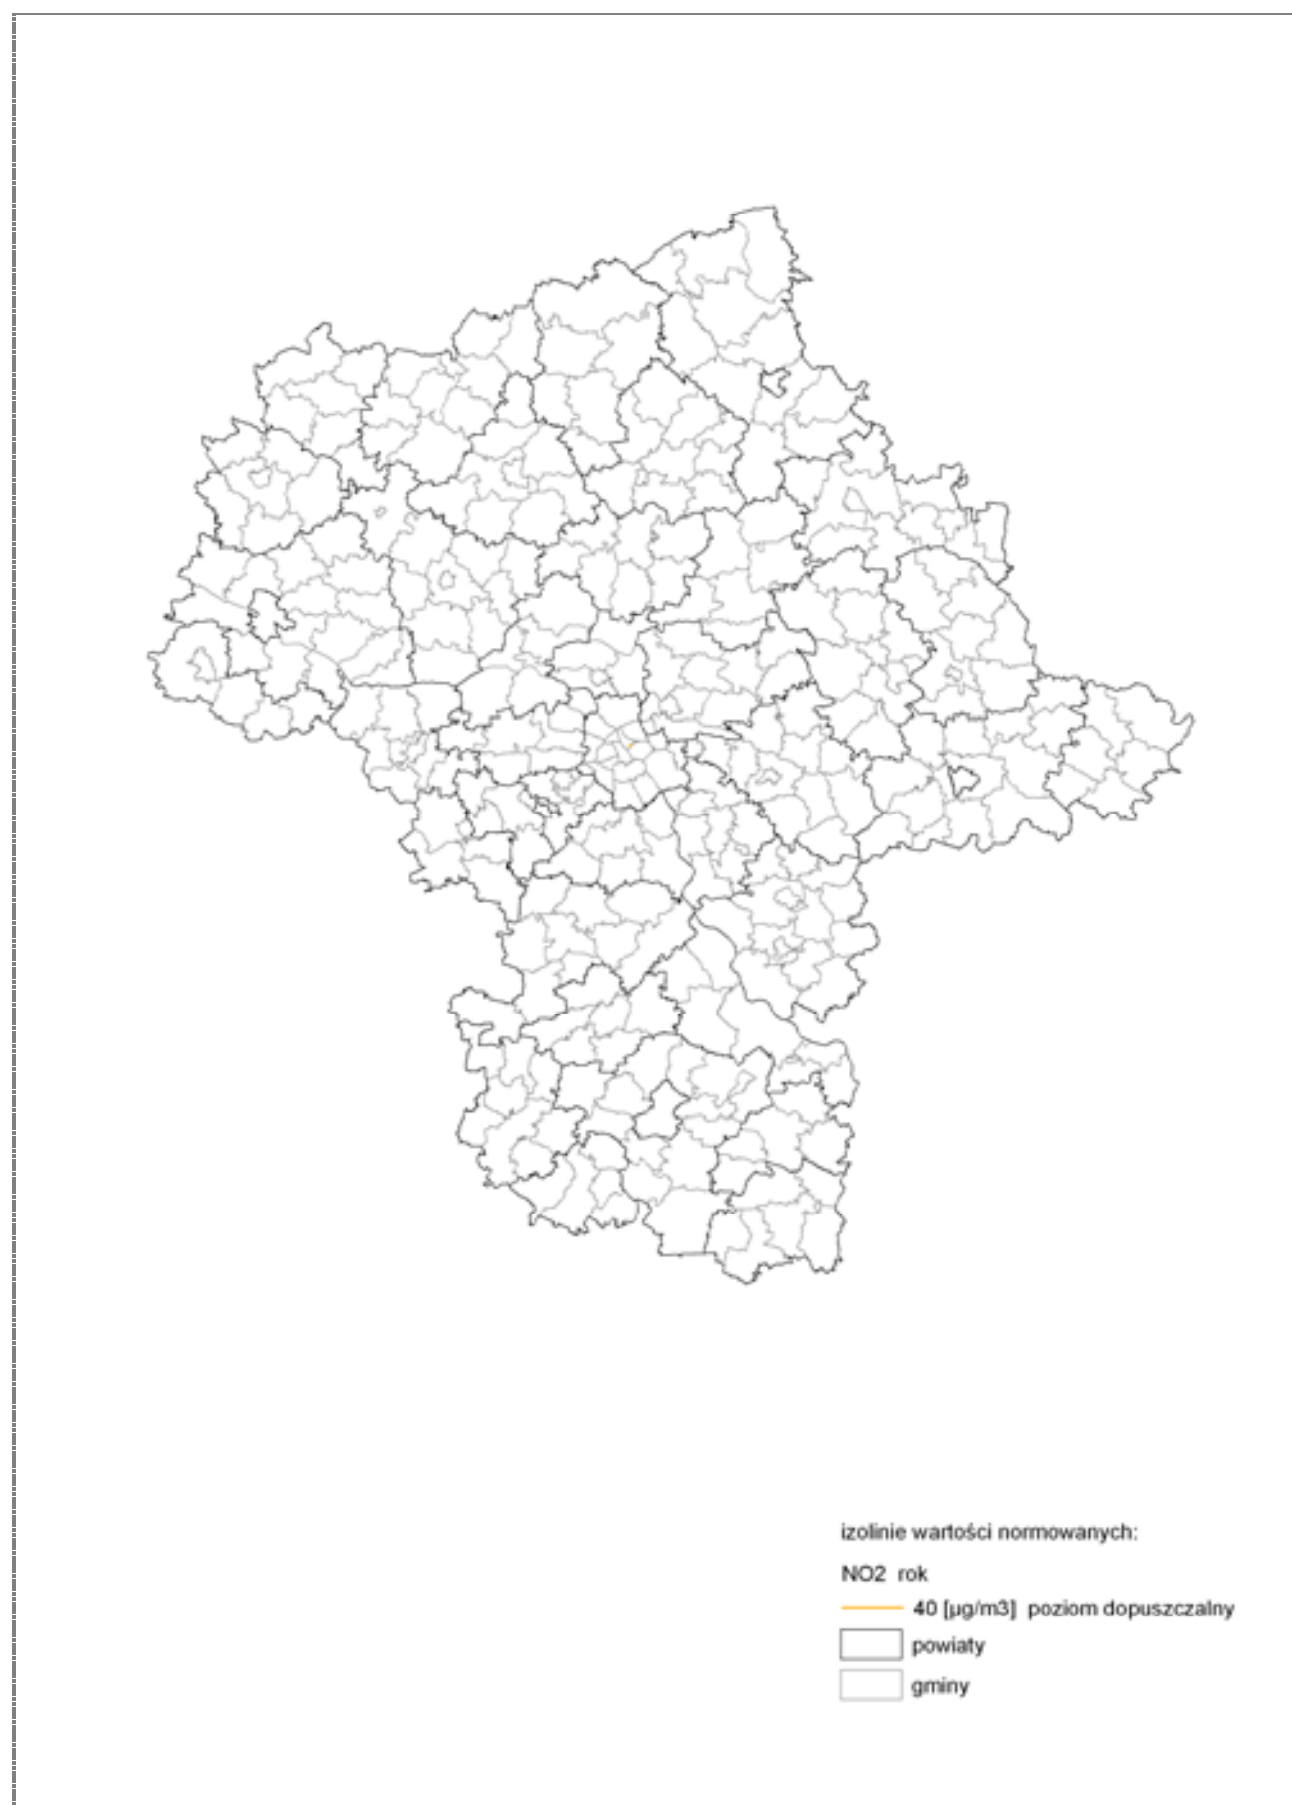 izolinie wartości normowanych:
NO2 rok
40 [µg/m3] poziom dopuszczalny
powiaty
gminy